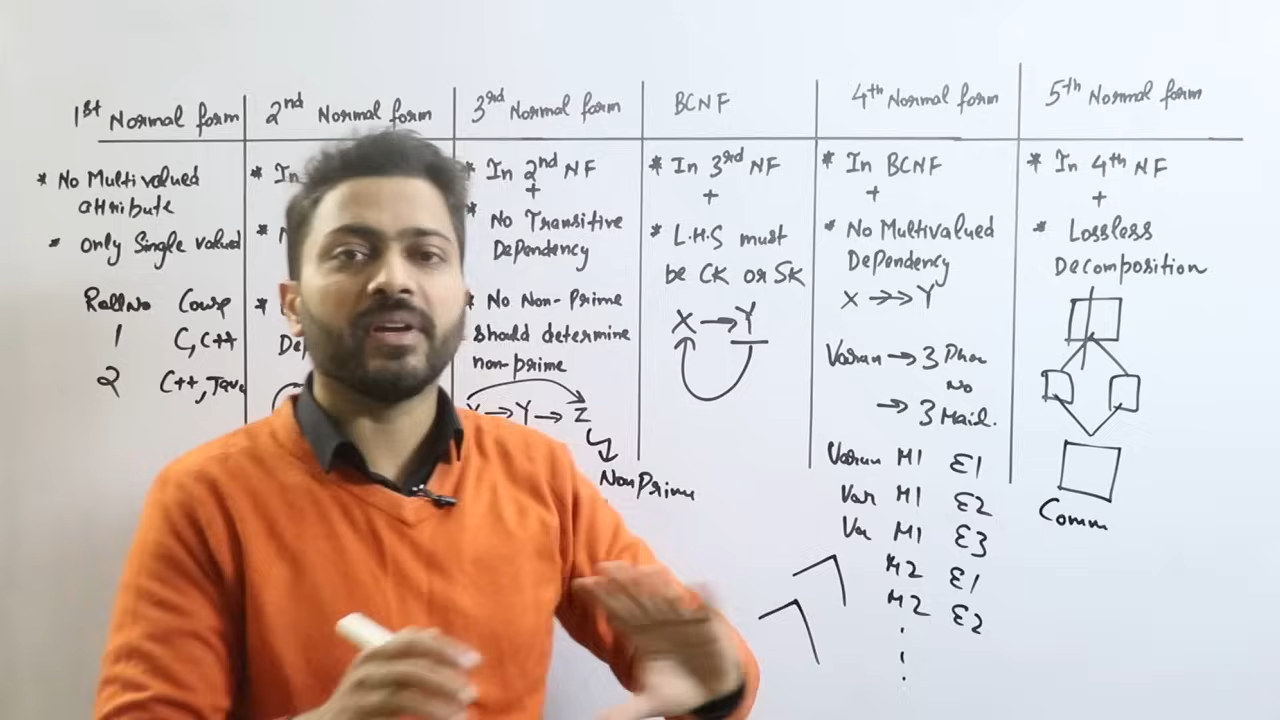 1st Normal form
* No Multivalued
attribute
* Only Single valued
RollNo
1 C, C++
2 C++, Java
2nd Normal form
* In
*
*
3rd Normal form
* In 2nd NF
+
* No Transitive
Dependency
* No Non-Prime
should determine
non-prime
→ Y → Z
Non Prime
BCNF
* In 3rd NF
+
* L.H.S must
be CK or SK
X → Y
4th Normal form
* In BCNF
+
* No Multivalued
Dependency
X →→ Y
Varun → 3 Phon
No
→ 3 Mail.
Varun M1 E1
Var M1 E2
Va M1 E3
M2 E1
M2 E2
5th Normal form
* In 4th NF
+
* Lossless
Decomposition
Comm